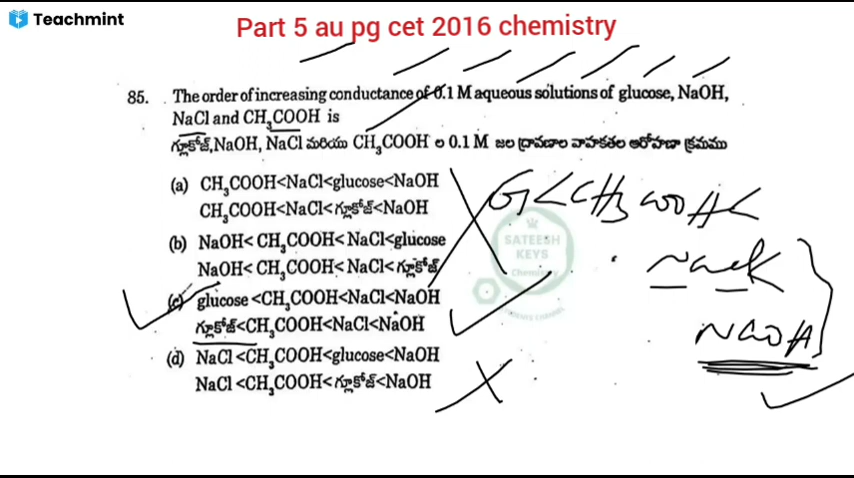 Teachmint
Part 5 au pg cet 2016 chemistry
85. The order of increasing conductance of 0.1 M aqueous solutions of glucose, NaOH,
NaCl and CH₃COOH is
గ్లూకోజ్,NaOH, NaCl మరియు CH₃COOH ల 0.1 M జల ద్రావణాల వాహకతల ఆరోహణా క్రమము
(a) CH₃COOH<NaCl<glucose<NaOH
CH₃COOH<NaCl<గ్లూకోజ్<NaOH
(b) NaOH< CH₃COOH< NaCl<glucose
NaOH< CH₃COOH< NaCl< గ్లూకోజ్
(c) glucose <CH₃COOH<NaCl<NaOH
గ్లూకోజ్<CH₃COOH<NaCl<NaOH
(d) NaCl <CH₃COOH<glucose<NaOH
NaCl <CH₃COOH< గ్లూకోజ్ <NaOH
G< CH3 COOH <
NaOH
SATEESH
KEYS
Chemistry